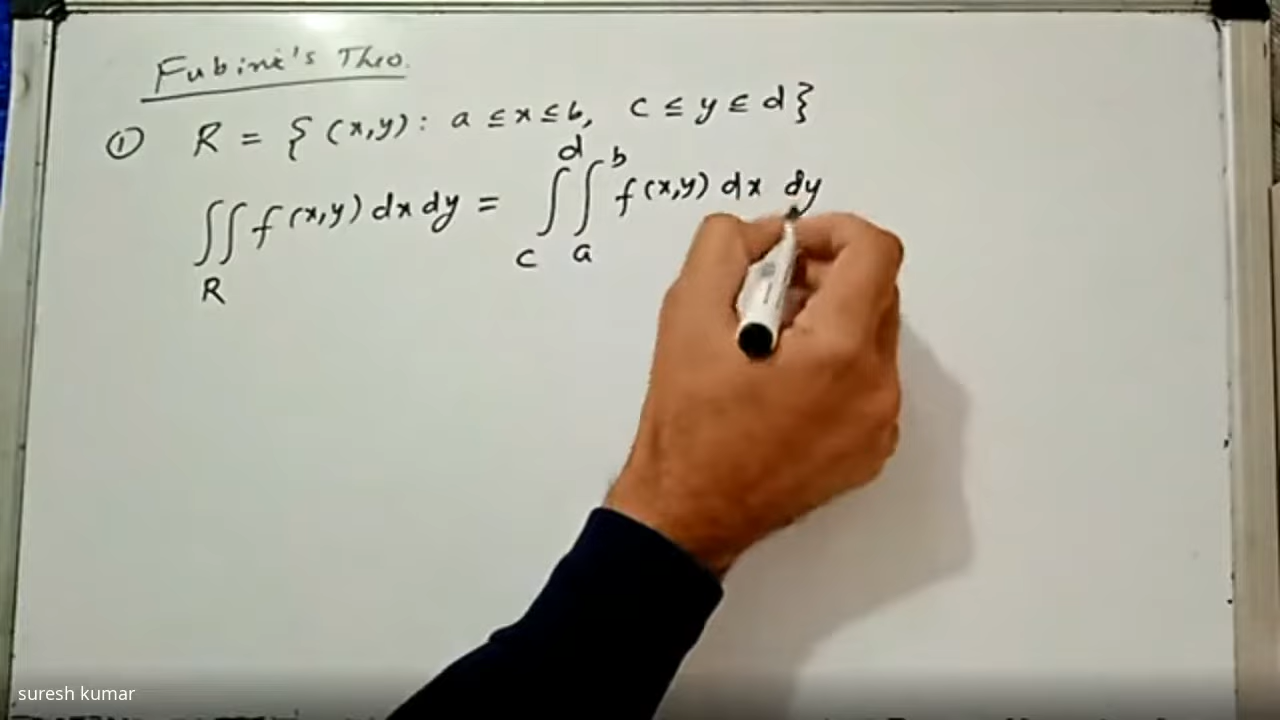 Fubini's Theo.
① R = { (x,y) : a ≤ x ≤ b, c ≤ y ≤ d }
∬_R f(x,y) dx dy = ∫_c^d ∫_a^b f(x,y) dx dy
suresh kumar